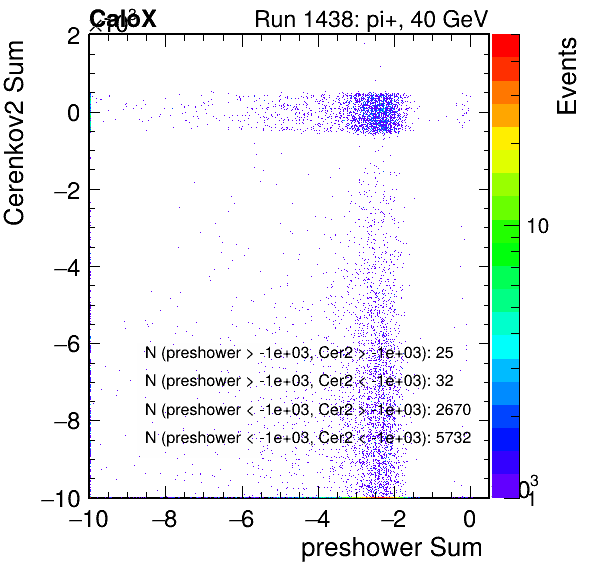 CaloX Run 1438: pi+, 40 GeV
Cerenkov2 Sum
Events
2
0
−2
−4
−6
−8
−10
10
1
N (preshower > -1e+03, Cer2 > -1e+03): 25
N (preshower > -1e+03, Cer2 < -1e+03): 32
N (preshower < -1e+03, Cer2 > -1e+03): 2670
N (preshower < -1e+03, Cer2 < -1e+03): 5732
−10 −8 −6 −4 −2 0
preshower Sum